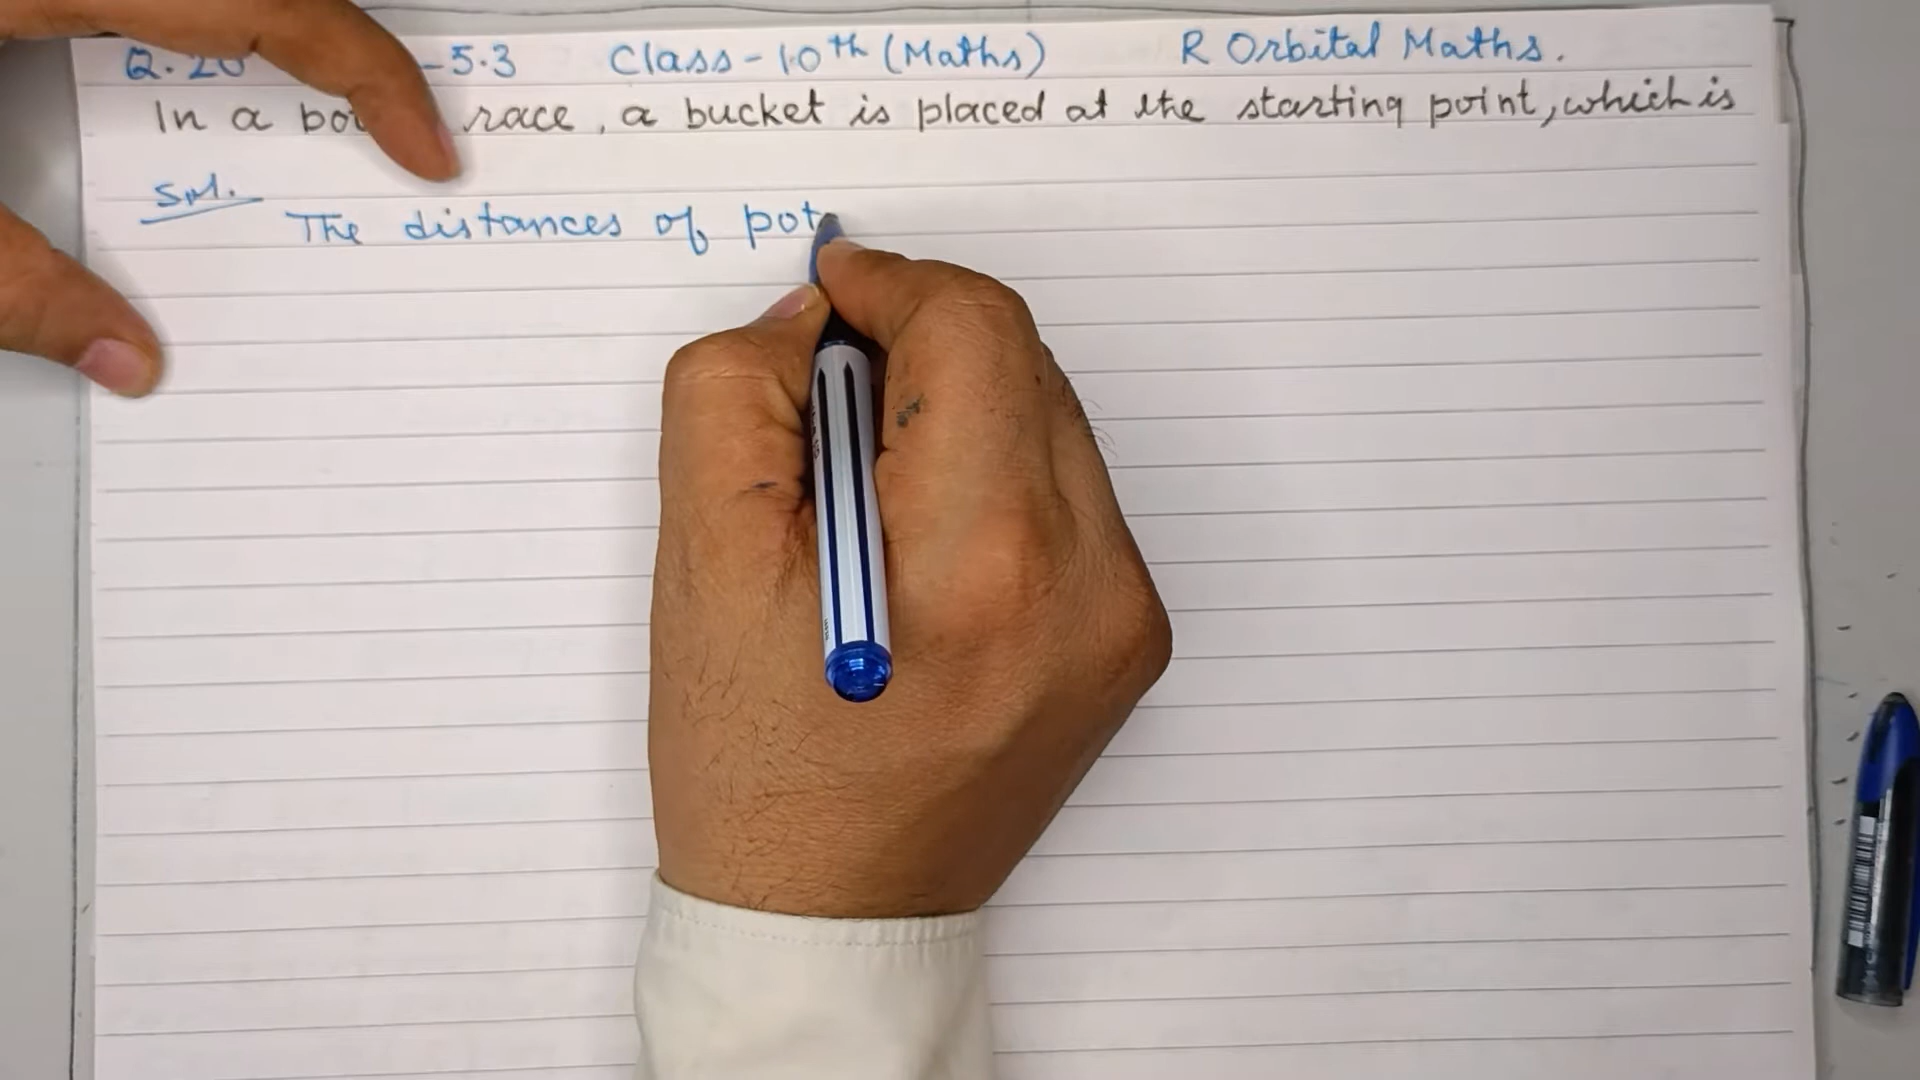 Q. 20 -5.3 Class-10th (Maths) R Orbital Maths.
In a race, a bucket is placed at the starting point, which is
Sol.
The distances of pot